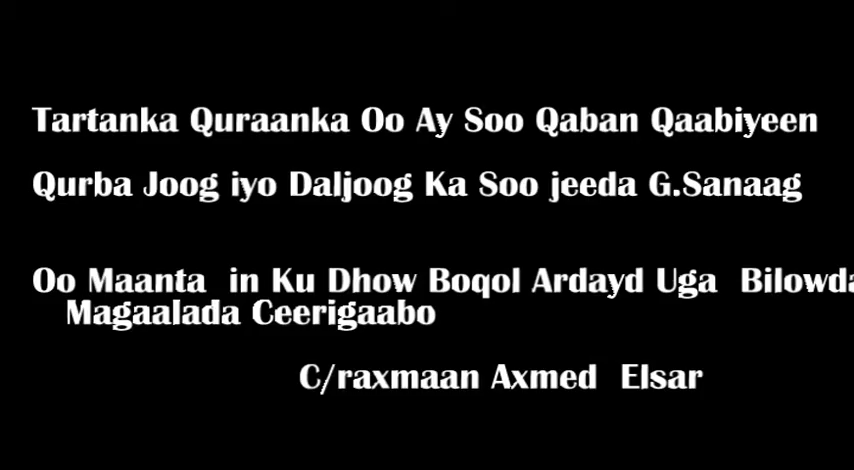 Tartanka Quraanka Oo Ay Soo Qaban Qaabiyeen
Qurba Joog iyo Daljoog Ka Soo jeeda G.Sanaag
Oo Maanta in Ku Dhow Boqol Ardayd Uga Bilowda
Magaalada Ceerigaabo
C/raxmaan Axmed Elsar